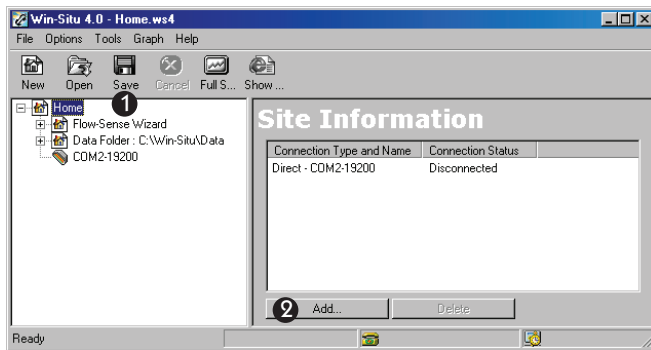 Win-Situ 4.0 - Home.ws4
File Options Tools Graph Help
New Open Save Cancel Full S... Show ...
1
Home
Flow-Sense Wizard
Data Folder : C:\Win-Situ\Data
COM2-19200
Site Information
Connection Type and Name Connection Status
Direct - COM2-19200 Disconnected
2 Add... Delete
Ready